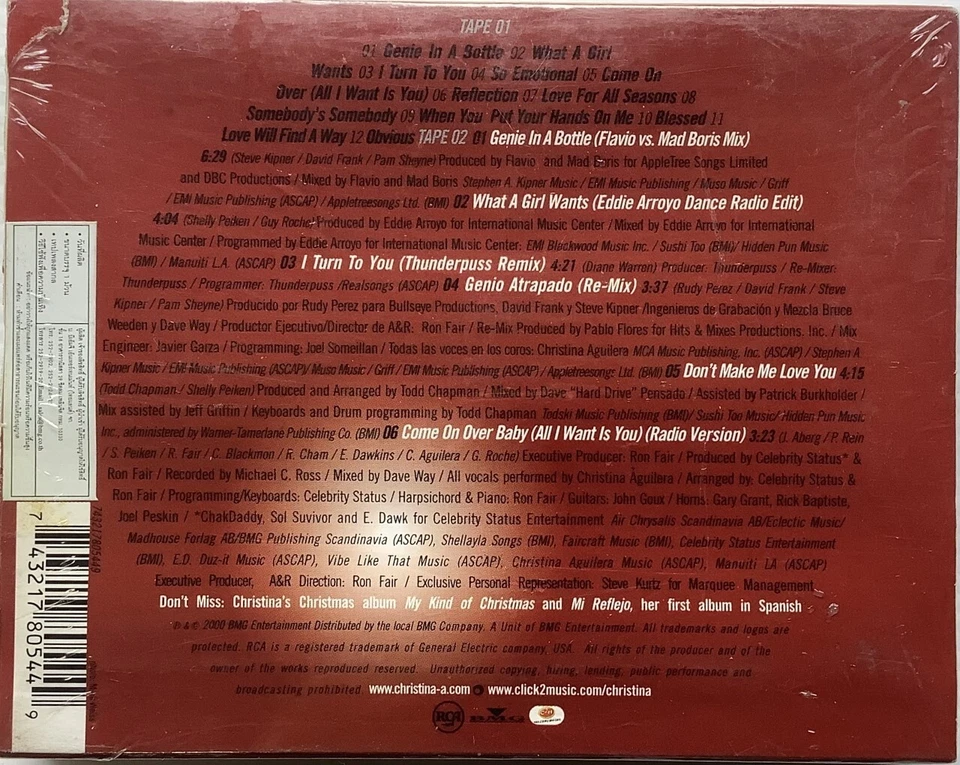 TAPE 01
01 Genie In A Bottle 02 What A Girl
Wants 03 I Turn To You 04 So Emotional 05 Come On
Over (All I Want Is You) 06 Reflection 07 Love For All Seasons 08
Somebody's Somebody 09 When You Put Your Hands On Me 10 Blessed 11
Love Will Find A Way 12 Obvious TAPE 02 01 Genie In A Bottle (Flavio vs. Mad Boris Mix)
6:29 (Steve Kipner / David Frank / Pam Sheyne) Produced by Flavio and Mad Boris for AppleTree Songs Limited
and DBC Productions / Mixed by Flavio and Mad Boris Stephen A. Kipner Music / EMI Music Publishing / Muso Music / Griff
/ EMI Music Publishing (ASCAP) / Appletreesongs Ltd. (BMI) 02 What A Girl Wants (Eddie Arroyo Dance Radio Edit)
4:04 (Shelly Peiken / Guy Roche) Produced by Eddie Arroyo for International Music Center / Mixed by Eddie Arroyo for International
Music Center / Programmed by Eddie Arroyo for International Music Center: EMI Blackwood Music Inc. / Sushi Too (BMI)/ Hidden Pun Music
(BMI) / Manuiti L.A. (ASCAP) 03 I Turn To You (Thunderpuss Remix) 4:21 (Diane Warren) Producer: Thunderpuss / Re-Mixer:
Thunderpuss / Programmer: Thunderpuss /Realsongs (ASCAP) 04 Genio Atrapado (Re-Mix) 3:37 (Rudy Perez / David Frank / Steve
Kipner / Pam Sheyne) Producido por Rudy Perez para Bullseye Productions, David Frank y Steve Kipner /Ingenieros de Grabación y Mezcla Bruce
Weeden y Dave Way / Productor Ejecutivo/Director de A&R: Ron Fair / Re-Mix Produced by Pablo Flores for Hits & Mixes Productions. Inc. / Mix
Engineer: Javier Garza / Programming: Joel Someillan / Todas las voces en los coros: Christina Aguilera MCA Music Publishing, Inc. (ASCAP) / Stephen A
Kipner Music / EMI Music Publishing (ASCAP)/ Muso Music / Griff / EMI Music Publishing (ASCAP) / Appletreesongs Ltd. (BMI) 05 Don't Make Me Love You 4:15
(Todd Chapman / Shelly Peiken) Produced and Arranged by Todd Chapman / Mixed by Dave "Hard Drive" Pensado / Assisted by Patrick Burkholder /
Mix assisted by Jeff Griffin / Keyboards and Drum programming by Todd Chapman Todski Music Publishing (BMI)/ Sushi Too Music/ Hidden Pun Music
Inc., administered by Warner-Tamerlane Publishing Co. (BMI) 06 Come On Over Baby (All I Want Is You) (Radio Version) 3:23 (J. Aberg / P. Rain
/ S. Peiken / R. Fair / C. Blackmon / R. Cham / E. Dawkins / C. Aguilera / G. Roche) Executive Producer: Ron Fair / Produced by Celebrity Status* &
Ron Fair / Recorded by Michael C. Ross / Mixed by Dave Way / All vocals performed by Christina Aguilera / Arranged by: Celebrity Status &
Ron Fair / Programming/Keyboards: Celebrity Status / Harpsichord & Piano: Ron Fair / Guitars: John Goux / Horns: Gary Grant, Rick Baptiste,
Joel Peskin / *ChakDaddy, Sol Suvivor and E. Dawk for Celebrity Status Entertainment Air Chrysalis Scandinavia AB/Eclectic Music/
Madhouse Forlag AB/BMG Publishing Scandinavia (ASCAP), Shellayla Songs (BMI), Faircraft Music (BMI), Celebrity Status Entertainment
(BMI), E.D. Duz-it Music (ASCAP), Vibe Like That Music (ASCAP), Christina Aguilera Music (ASCAP), Manuiti LA (ASCAP)
Executive Producer, A&R Direction: Ron Fair / Exclusive Personal Representation: Steve Kurtz for Marquee Management
Don't Miss: Christina's Christmas album My Kind of Christmas and Mi Reflejo, her first album in Spanish
℗ & © 2000 BMG Entertainment Distributed by the local BMG Company. A Unit of BMG Entertainment. All trademarks and logos are
protected. RCA is a registered trademark of General Electric company, USA. All rights of the producer and of the
owner of the works reproduced reserved. Unauthorized copying, hiring, lending, public performance and
broadcasting prohibited. www.christina-a.com www.click2music.com/christina
RCA BMG
7 43217 80544 9